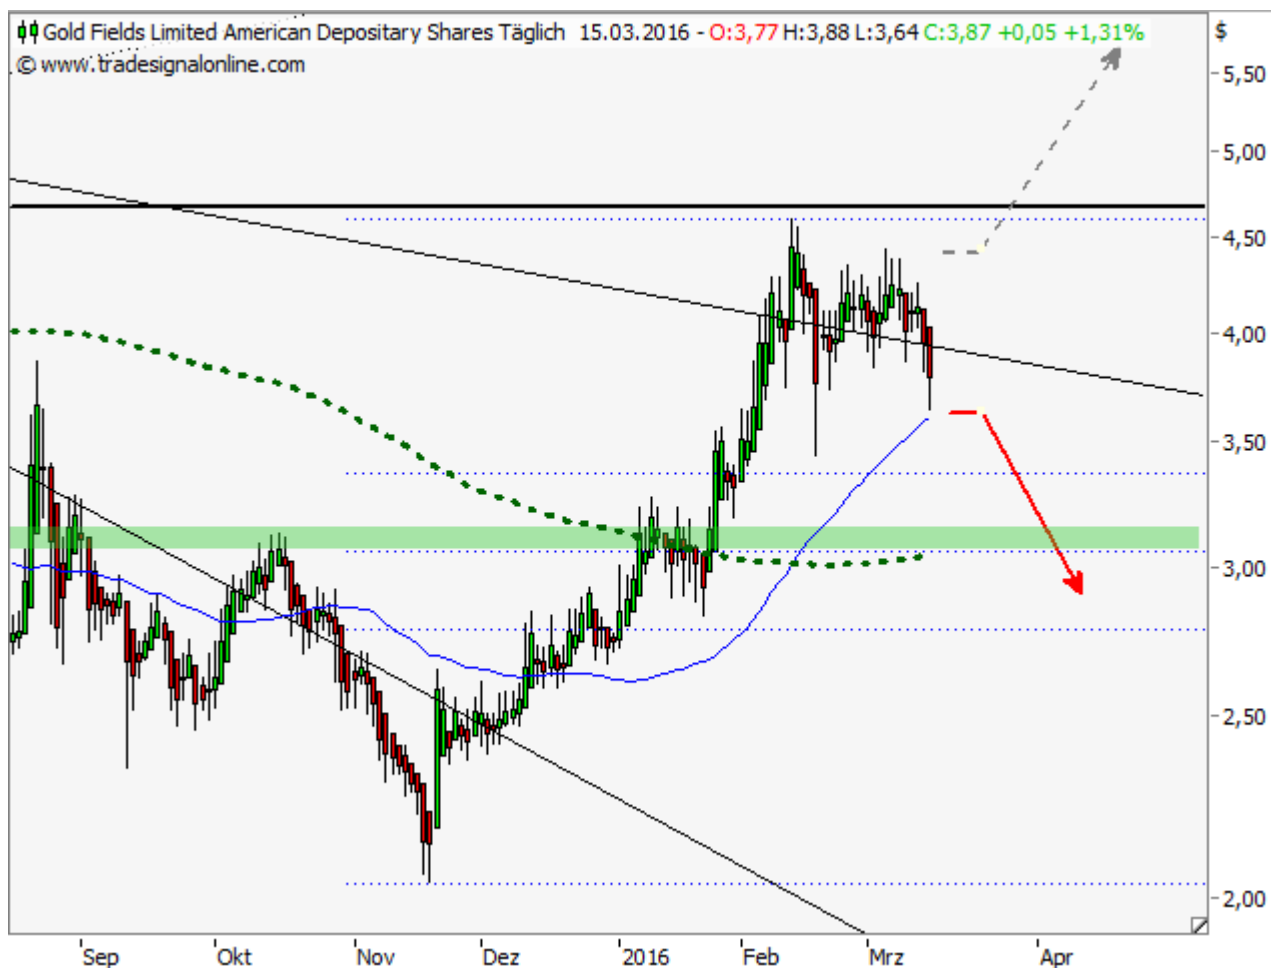 Gold Fields Limited American Depositary Shares Täglich 15.03.2016 - O:3,77 H:3,88 L:3,64 C:3,87 +0,05 +1,31% $
© www.tradesignalonline.com
5,50
5,00
4,50
4,00
3,50
3,00
2,50
2,00
Sep Okt Nov Dez 2016 Feb Mrz Apr